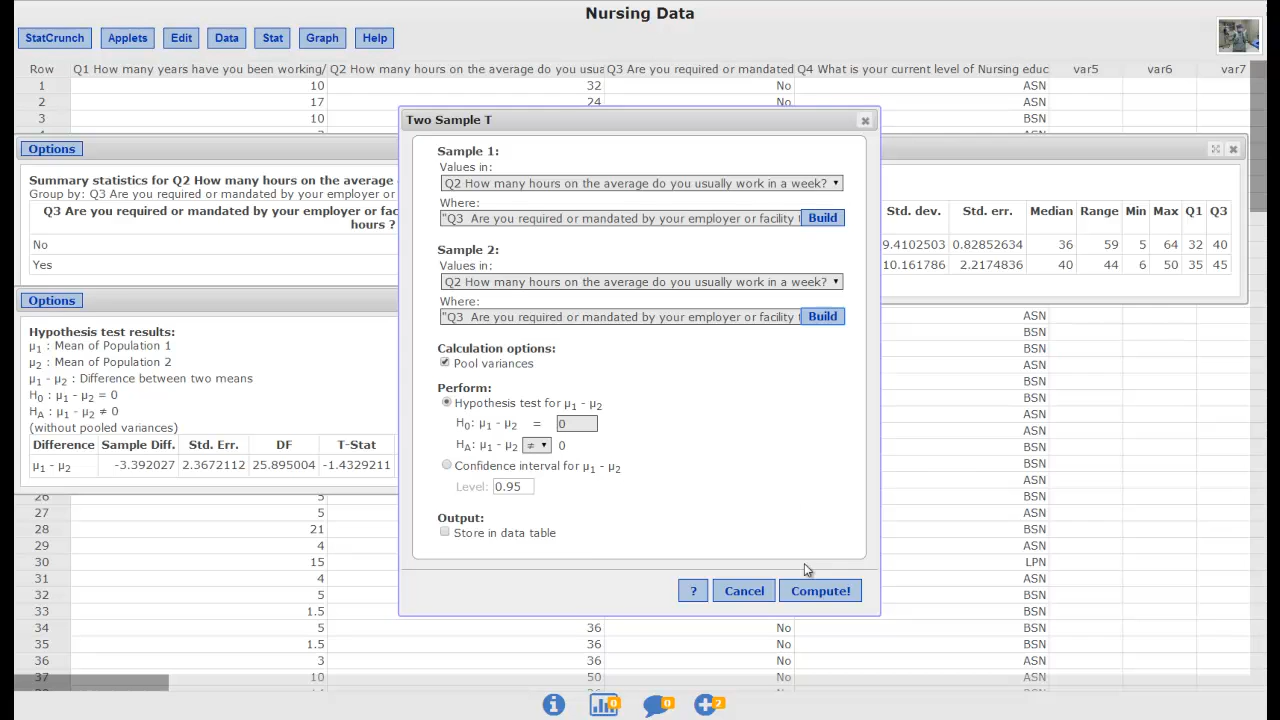 Nursing Data
StatCrunch Applets Edit Data Stat Graph Help
Row Q1 How many years have you been working/ Q2 How many hours on the average do you usua Q3 Are you required or mandated Q4 What is your current level of Nursing educ var5 var6 var7
1 10 32 No ASN
2 17 24 No ASN
3 10 BSN
Two Sample T
Options
Summary statistics for Q2 How many hours on the average
Group by: Q3 Are you required or mandated by your employer or
Q3 Are you required or mandated by your employer or fac
hours ?
Std. dev. Std. err. Median Range Min Max Q1 Q3
No 9.4102503 0.82852634 36 59 5 64 32 40
Yes 10.161786 2.2174836 40 44 6 50 35 45
Options
Hypothesis test results:
μ1 : Mean of Population 1
μ2 : Mean of Population 2
μ1 - μ2 : Difference between two means
H0 : μ1 - μ2 = 0
HA : μ1 - μ2 ≠ 0
(without pooled variances)
Difference Sample Diff. Std. Err. DF T-Stat
μ1 - μ2 -3.392027 2.3672112 25.895004 -1.4329211
Sample 1:
Values in:
Q2 How many hours on the average do you usually work in a week?
Where:
"Q3 Are you required or mandated by your employer or facility Build
Sample 2:
Values in:
Q2 How many hours on the average do you usually work in a week?
Where:
"Q3 Are you required or mandated by your employer or facility Build
Calculation options:
Pool variances
Perform:
Hypothesis test for μ1 - μ2
H0: μ1 - μ2 = 0
HA: μ1 - μ2 ≠ 0
Confidence interval for μ1 - μ2
Level: 0.95
Output:
Store in data table
? Cancel Compute!
ASN
BSN
BSN
ASN
BSN
ASN
BSN
ASN
BSN
BSN
ASN
26 5 BSN
27 5 ASN
28 21 BSN
29 4 ASN
30 15 LPN
31 4 ASN
32 5 BSN
33 1.5 BSN
34 5 36 No BSN
35 1.5 36 No BSN
36 3 36 No ASN
37 10 50 No BSN
0 0 2